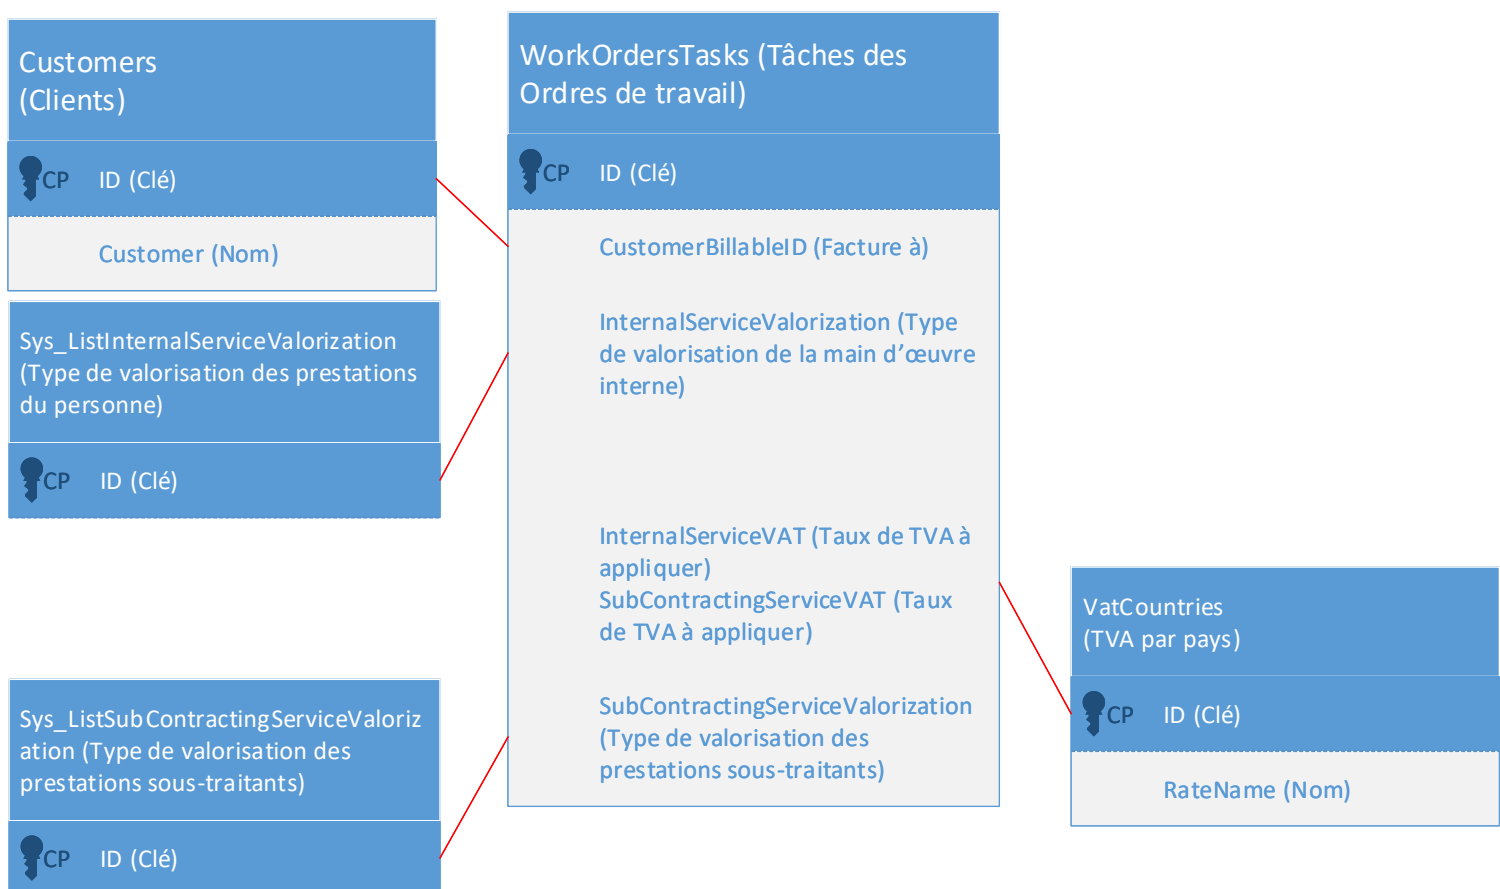 Customers
(Clients)
CP ID (Clé)
Customer (Nom)
Sys_ListInternalServiceValorization
(Type de valorisation des prestations
du personne)
CP ID (Clé)
Sys_ListSubContractingServiceValoriz
ation (Type de valorisation des
prestations sous-traitants)
CP ID (Clé)
WorkOrdersTasks (Tâches des
Ordres de travail)
CP ID (Clé)
CustomerBillableID (Facture à)
InternalServiceValorization (Type
de valorisation de la main d’œuvre
interne)
InternalServiceVAT (Taux de TVA à
appliquer)
SubContractingServiceVAT (Taux
de TVA à appliquer)
SubContractingServiceValorization
(Type de valorisation des
prestations sous-traitants)
VatCountries
(TVA par pays)
CP ID (Clé)
RateName (Nom)